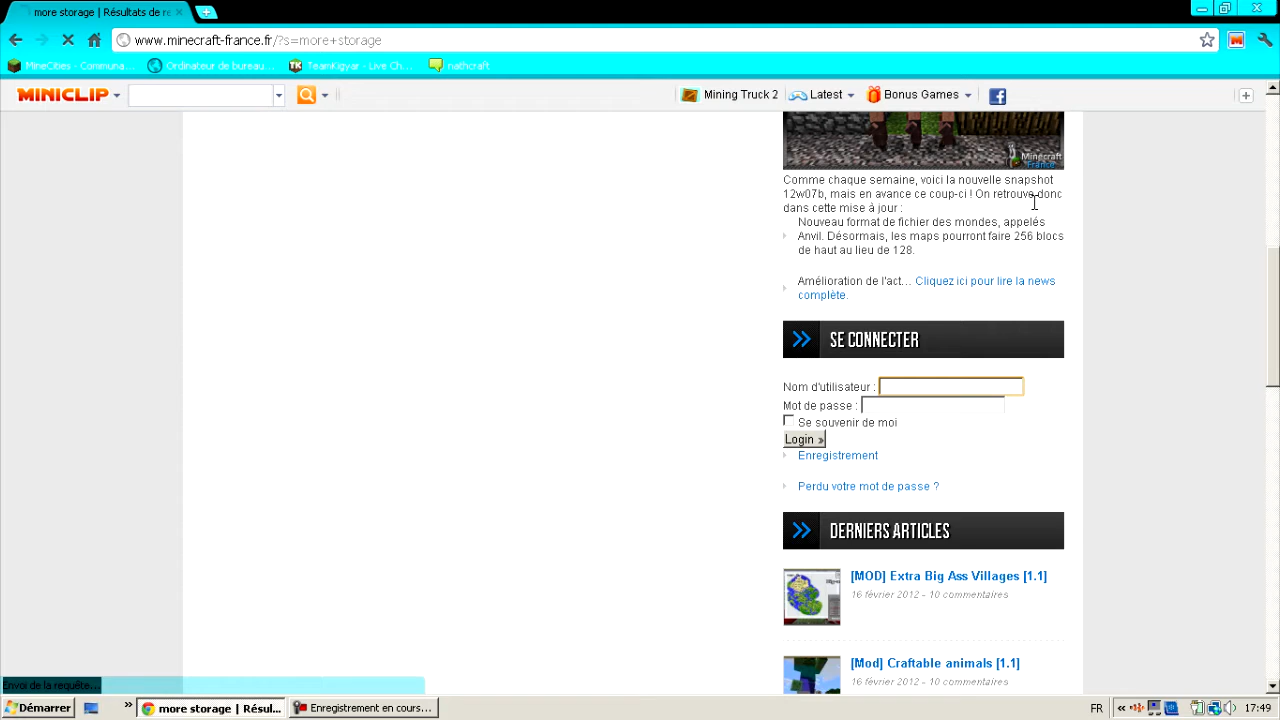 more storage | Résultats de re
www.minecraft-france.fr/?s=more+storage
MineCities - Communa... Ordinateur de bureau... TeamKigyar - Live Ch... nathcraft
MINICLIP Mining Truck 2 Latest Bonus Games
Minecraft
France
Comme chaque semaine, voici la nouvelle snapshot
12w07b, mais en avance ce coup-ci ! On retrouve donc
dans cette mise à jour :
Nouveau format de fichier des mondes, appelés
Anvil. Désormais, les maps pourront faire 256 blocs
de haut au lieu de 128.
Amélioration de l'act... Cliquez ici pour lire la news
complète.
SE CONNECTER
Nom d'utilisateur :
Mot de passe :
Se souvenir de moi
Login »
Enregistrement
Perdu votre mot de passe ?
DERNIERS ARTICLES
[MOD] Extra Big Ass Villages [1.1]
16 février 2012 - 10 commentaires
[Mod] Craftable animals [1.1]
16 février 2012 - 2 commentaires
Envoi de la requête...
Démarrer » more storage | Résul... Enregistrement en cours... FR « 17:49